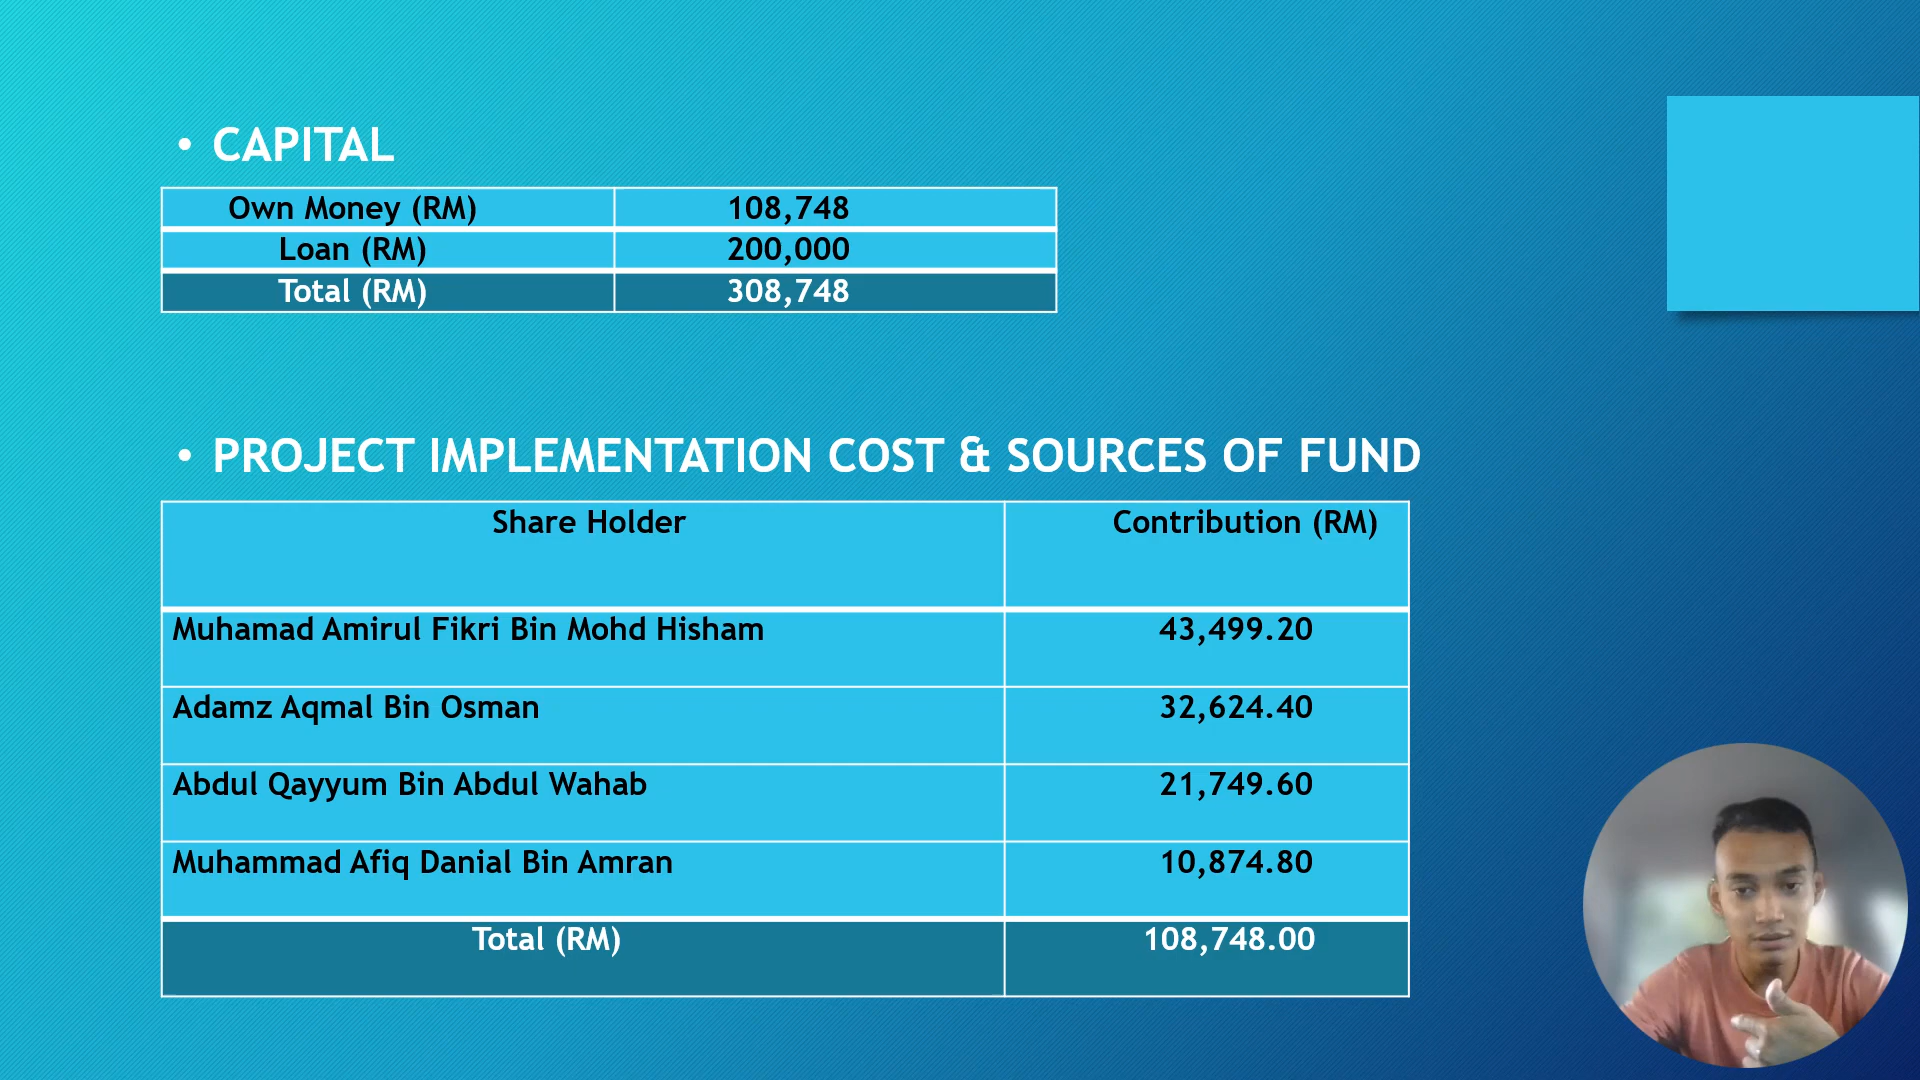 • CAPITAL
Own Money (RM) 108,748
Loan (RM) 200,000
Total (RM) 308,748
• PROJECT IMPLEMENTATION COST & SOURCES OF FUND
Share Holder Contribution (RM)
Muhamad Amirul Fikri Bin Mohd Hisham 43,499.20
Adamz Aqmal Bin Osman 32,624.40
Abdul Qayyum Bin Abdul Wahab 21,749.60
Muhammad Afiq Danial Bin Amran 10,874.80
Total (RM) 108,748.00